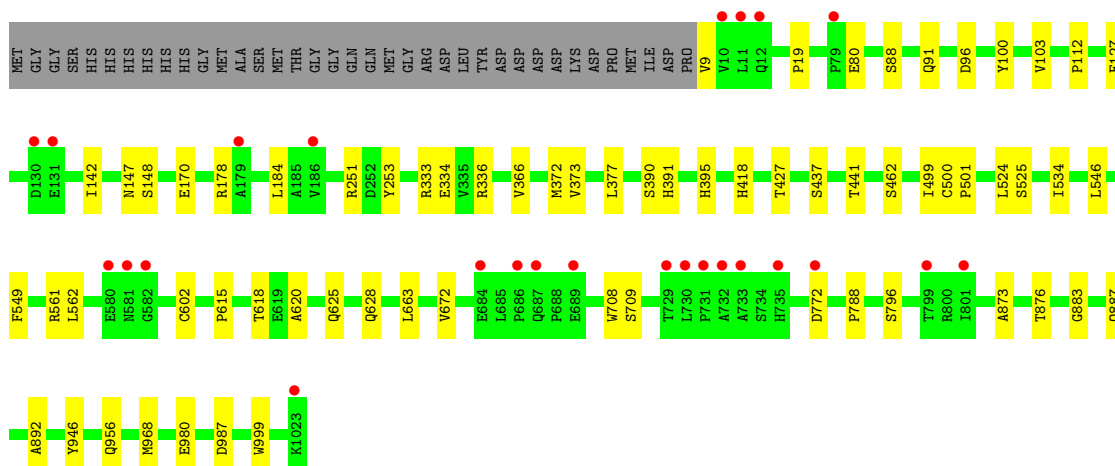 MET GLY GLY SER HIS HIS HIS HIS HIS HIS GLY MET ALA SER MET THR GLY GLY GLN GLN MET GLY ARG ASP LEU TYR ASP ASP ASP ASP LYS ASP PRO MET ILE ASP PRO V9 V10 L11 Q12 P19 P79 E80 S88 Q91 D96 Y100 V103 P112
D130 E131 I142 N147 S148 E170 R178 A179 L184 A185 V186 R251 D252 Y253 R333 E334 V335 R336 V366 M372 V373 L377 S390 H391 H395 H418 T427 S437 T441 S462 I499 C500 P501 L524 S525 I534 L546
F549 R561 L562 E580 N581 G582 C602 P615 T618 E619 A620 Q625 Q628 L663 V672 E684 L685 P686 Q687 P688 E689 W708 S709 T729 L730 P731 A732 A733 S734 H735 D772 P788 S796 T799 R800 I801 A873 T876 G883 Q887
A892 Y946 Q956 M968 E980 D987 W999 K1023